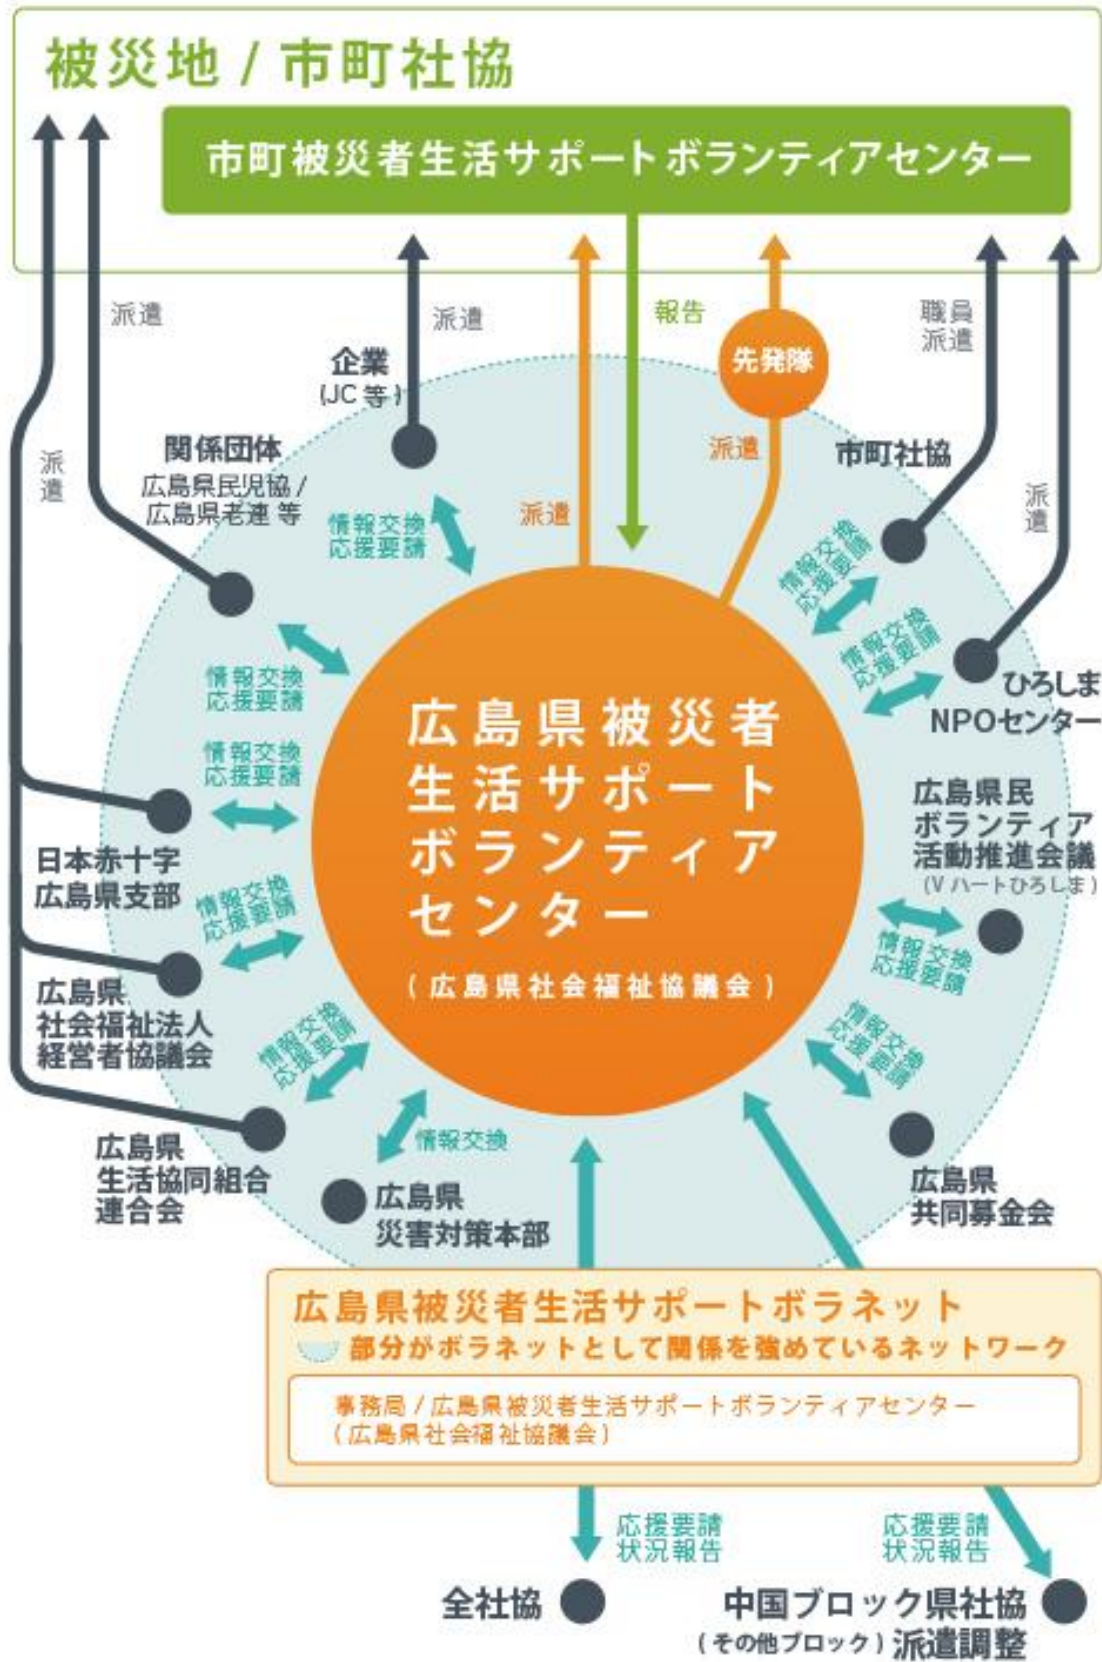 被災地 / 市町社協
市町被災者生活サポートボランティアセンター
派遣
派遣
報告
職員
派遣
先発隊
企業
(JC 等)
派遣
関係団体
広島県民児協 /
広島県老連 等
派遣
派遣
市町社協
派遣
情報交換
応援要請
情報交換
応援要請
情報交換
応援要請
ひろしま
NPOセンター
情報交換
応援要請
情報交換
応援要請
広島県被災者
生活サポート
ボランティア
センター
(広島県社会福祉協議会)
広島県民
ボランティア
活動推進会議
(V ハートひろしま)
日本赤十字
広島県支部
情報交換
応援要請
情報交換
応援要請
広島県
社会福祉法人
経営者協議会
情報交換
応援要請
情報交換
応援要請
広島県
生活協同組合
連合会
情報交換
広島県
災害対策本部
広島県
共同募金会
広島県被災者生活サポートボラネット
部分がボラネットとして関係を強めているネットワーク
事務局 / 広島県被災者生活サポートボランティアセンター
(広島県社会福祉協議会)
応援要請
状況報告
応援要請
状況報告
全社協
中国ブロック県社協
(その他ブロック) 派遣調整